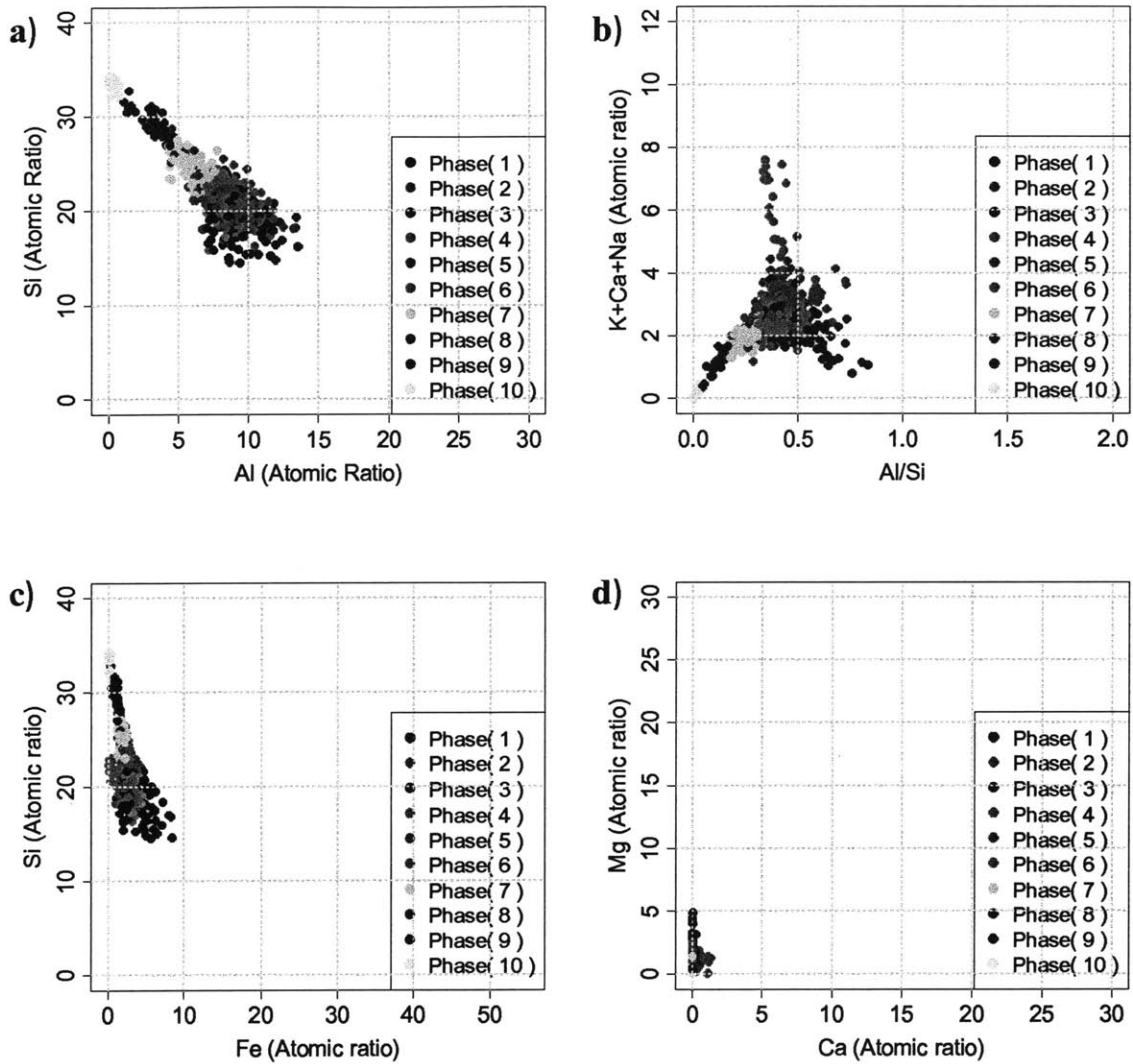 a)
Si (Atomic Ratio)
40
30
20
10
0
Phase( 1 )
Phase( 2 )
Phase( 3 )
Phase( 4 )
Phase( 5 )
Phase( 6 )
Phase( 7 )
Phase( 8 )
Phase( 9 )
Phase( 10 )
0 5 10 15 20 25 30
Al (Atomic Ratio)
b)
K+Ca+Na (Atomic ratio)
12
10
8
6
4
2
0
Phase( 1 )
Phase( 2 )
Phase( 3 )
Phase( 4 )
Phase( 5 )
Phase( 6 )
Phase( 7 )
Phase( 8 )
Phase( 9 )
Phase( 10 )
0.0 0.5 1.0 1.5 2.0
Al/Si
c)
Si (Atomic ratio)
40
30
20
10
0
Phase( 1 )
Phase( 2 )
Phase( 3 )
Phase( 4 )
Phase( 5 )
Phase( 6 )
Phase( 7 )
Phase( 8 )
Phase( 9 )
Phase( 10 )
0 10 20 30 40 50
Fe (Atomic ratio)
d)
Mg (Atomic ratio)
30
25
20
15
10
5
0
Phase( 1 )
Phase( 2 )
Phase( 3 )
Phase( 4 )
Phase( 5 )
Phase( 6 )
Phase( 7 )
Phase( 8 )
Phase( 9 )
Phase( 10 )
0 5 10 15 20 25 30
Ca (Atomic ratio)